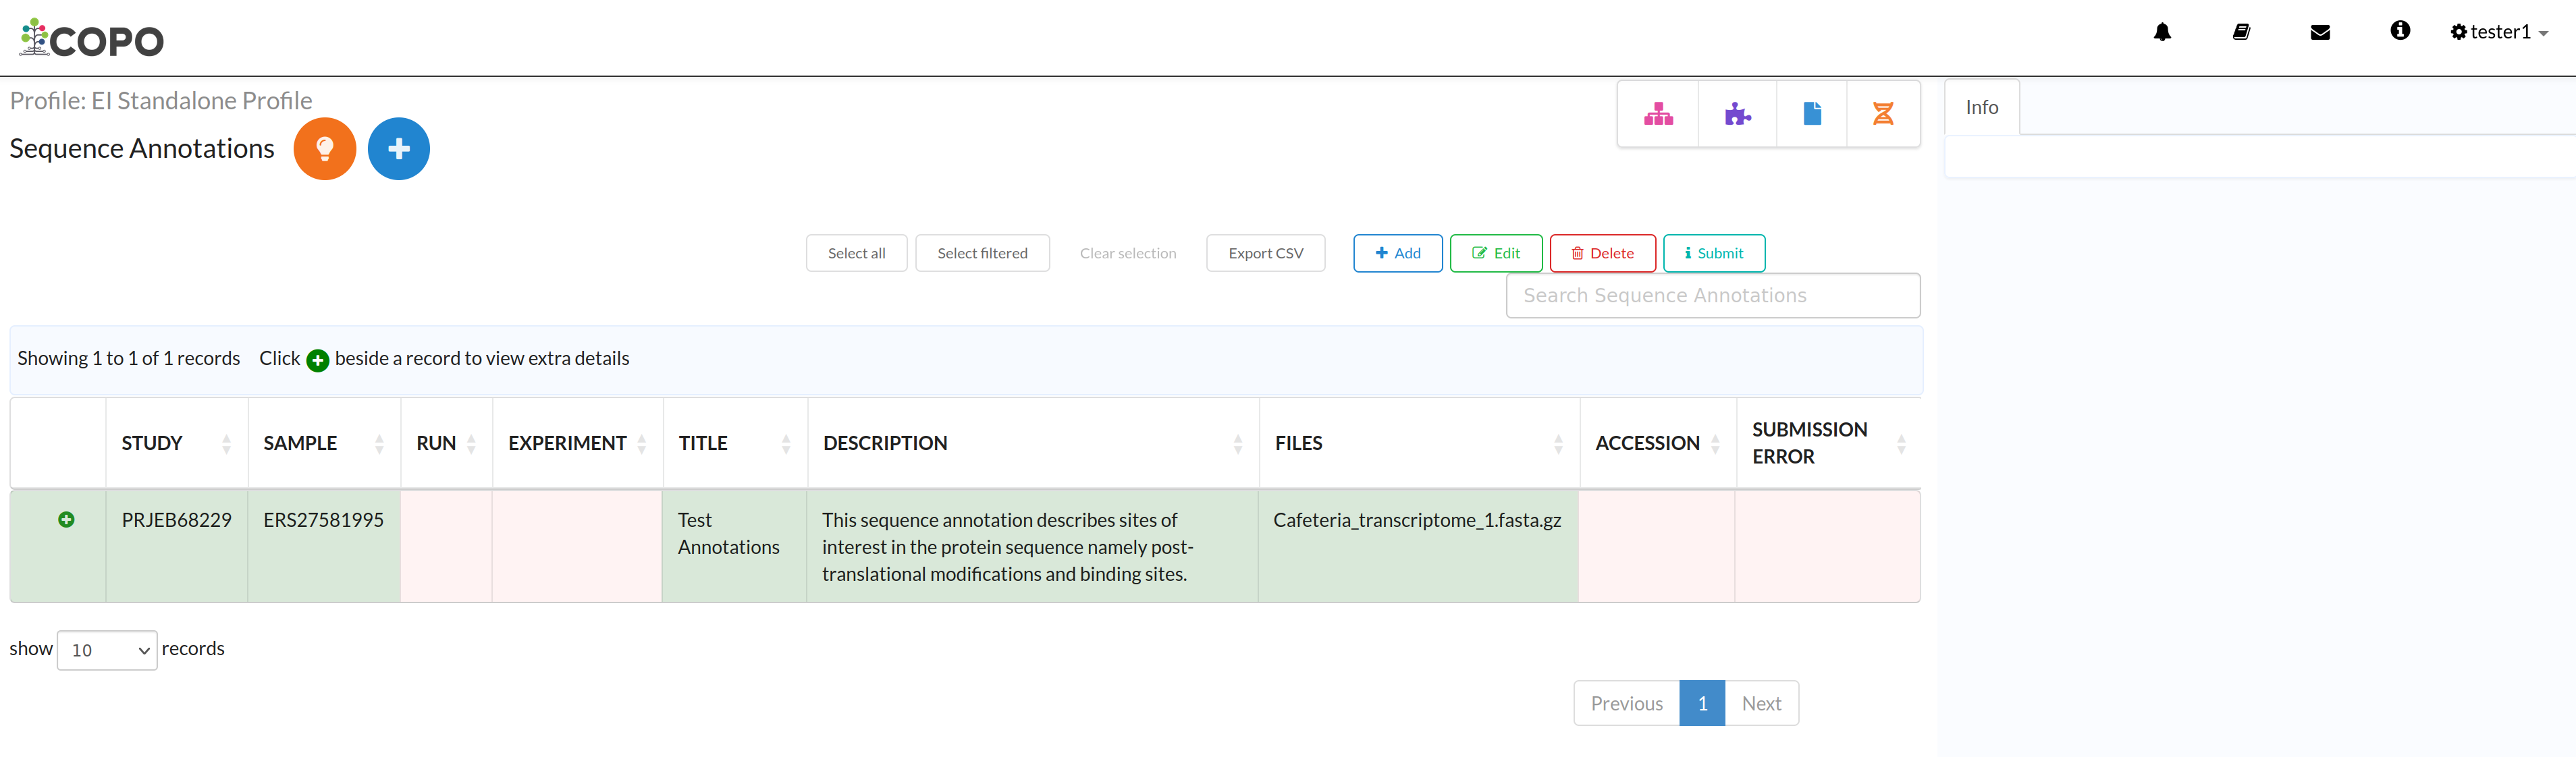 COPO
tester1
Profile: EI Standalone Profile
Info
Sequence Annotations
Select all
Select filtered
Clear selection
Export CSV
Add
Edit
Delete
Submit
Search Sequence Annotations
Showing 1 to 1 of 1 records Click beside a record to view extra details
STUDY SAMPLE RUN EXPERIMENT TITLE DESCRIPTION FILES ACCESSION SUBMISSION ERROR
PRJEB68229
ERS27581995
Test
Annotations
This sequence annotation describes sites of
interest in the protein sequence namely post-
translational modifications and binding sites.
Cafeteria_transcriptome_1.fasta.gz
show 10 records
Previous 1 Next